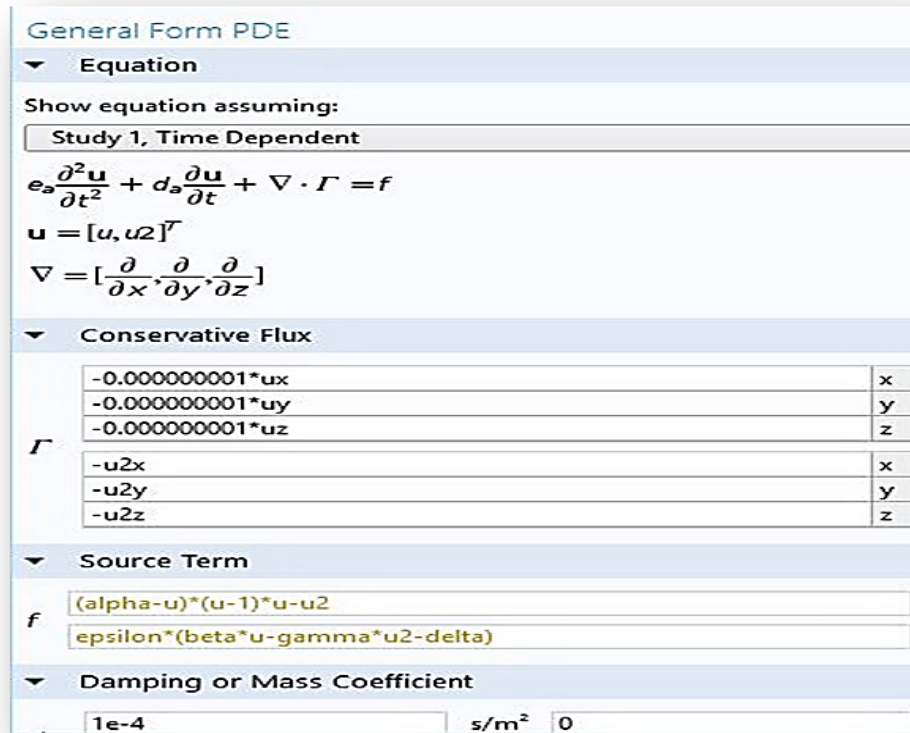 General Form PDE
Equation
Show equation assuming:
Study 1, Time Dependent
eₐ ∂²u/∂t² + dₐ ∂u/∂t + ∇ · Γ = f
u = [u, u2]ᵀ
∇ = [∂/∂x, ∂/∂y, ∂/∂z]
Conservative Flux
-0.000000001*ux x
-0.000000001*uy y
-0.000000001*uz z
Γ
-u2x x
-u2y y
-u2z z
Source Term
(alpha-u)*(u-1)*u-u2
f
epsilon*(beta*u-gamma*u2-delta)
Damping or Mass Coefficient
1e-4 s/m² 0